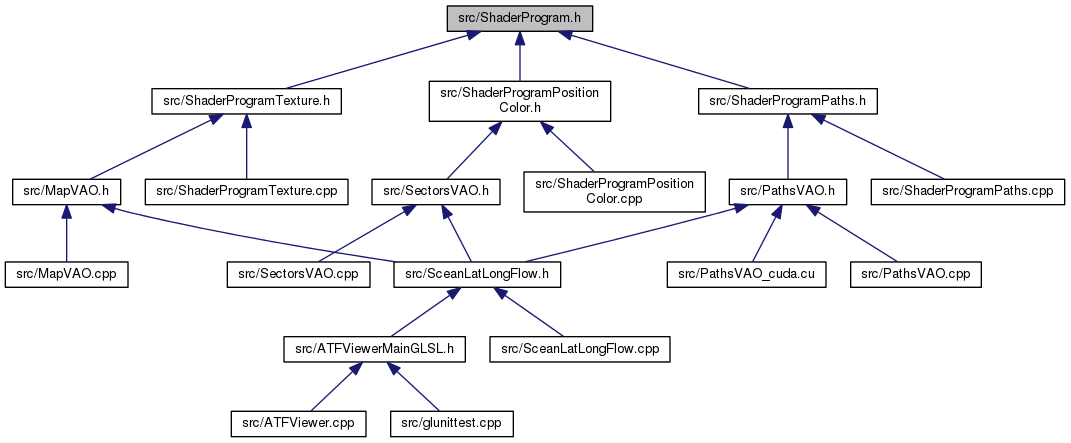 src/ShaderProgram.h
src/ShaderProgramTexture.h
src/ShaderProgramPosition
Color.h
src/ShaderProgramPaths.h
src/MapVAO.h
src/ShaderProgramTexture.cpp
src/SectorsVAO.h
src/ShaderProgramPosition
Color.cpp
src/PathsVAO.h
src/ShaderProgramPaths.cpp
src/MapVAO.cpp
src/SectorsVAO.cpp
src/SceanLatLongFlow.h
src/PathsVAO_cuda.cu
src/PathsVAO.cpp
src/ATFViewerMainGLSL.h
src/SceanLatLongFlow.cpp
src/ATFViewer.cpp
src/glunittest.cpp